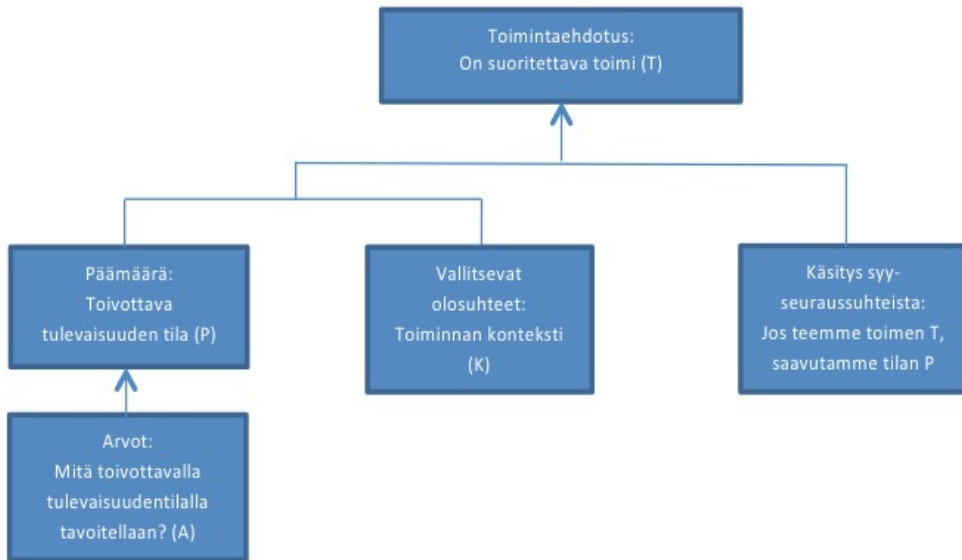 Toimintaehdotus:
On suoritettava toimi (T)
Päämäärä:
Toivottava
tulevaisuuden tila (P)
Vallitsevat
olosuhteet:
Toiminnan konteksti
(K)
Käsitys syy-
seuraussuhteista:
Jos teemme toimen T,
saavutamme tilan P
Arvot:
Mitä toivottavalla
tulevaisuudentilalla
tavoitellaan? (A)